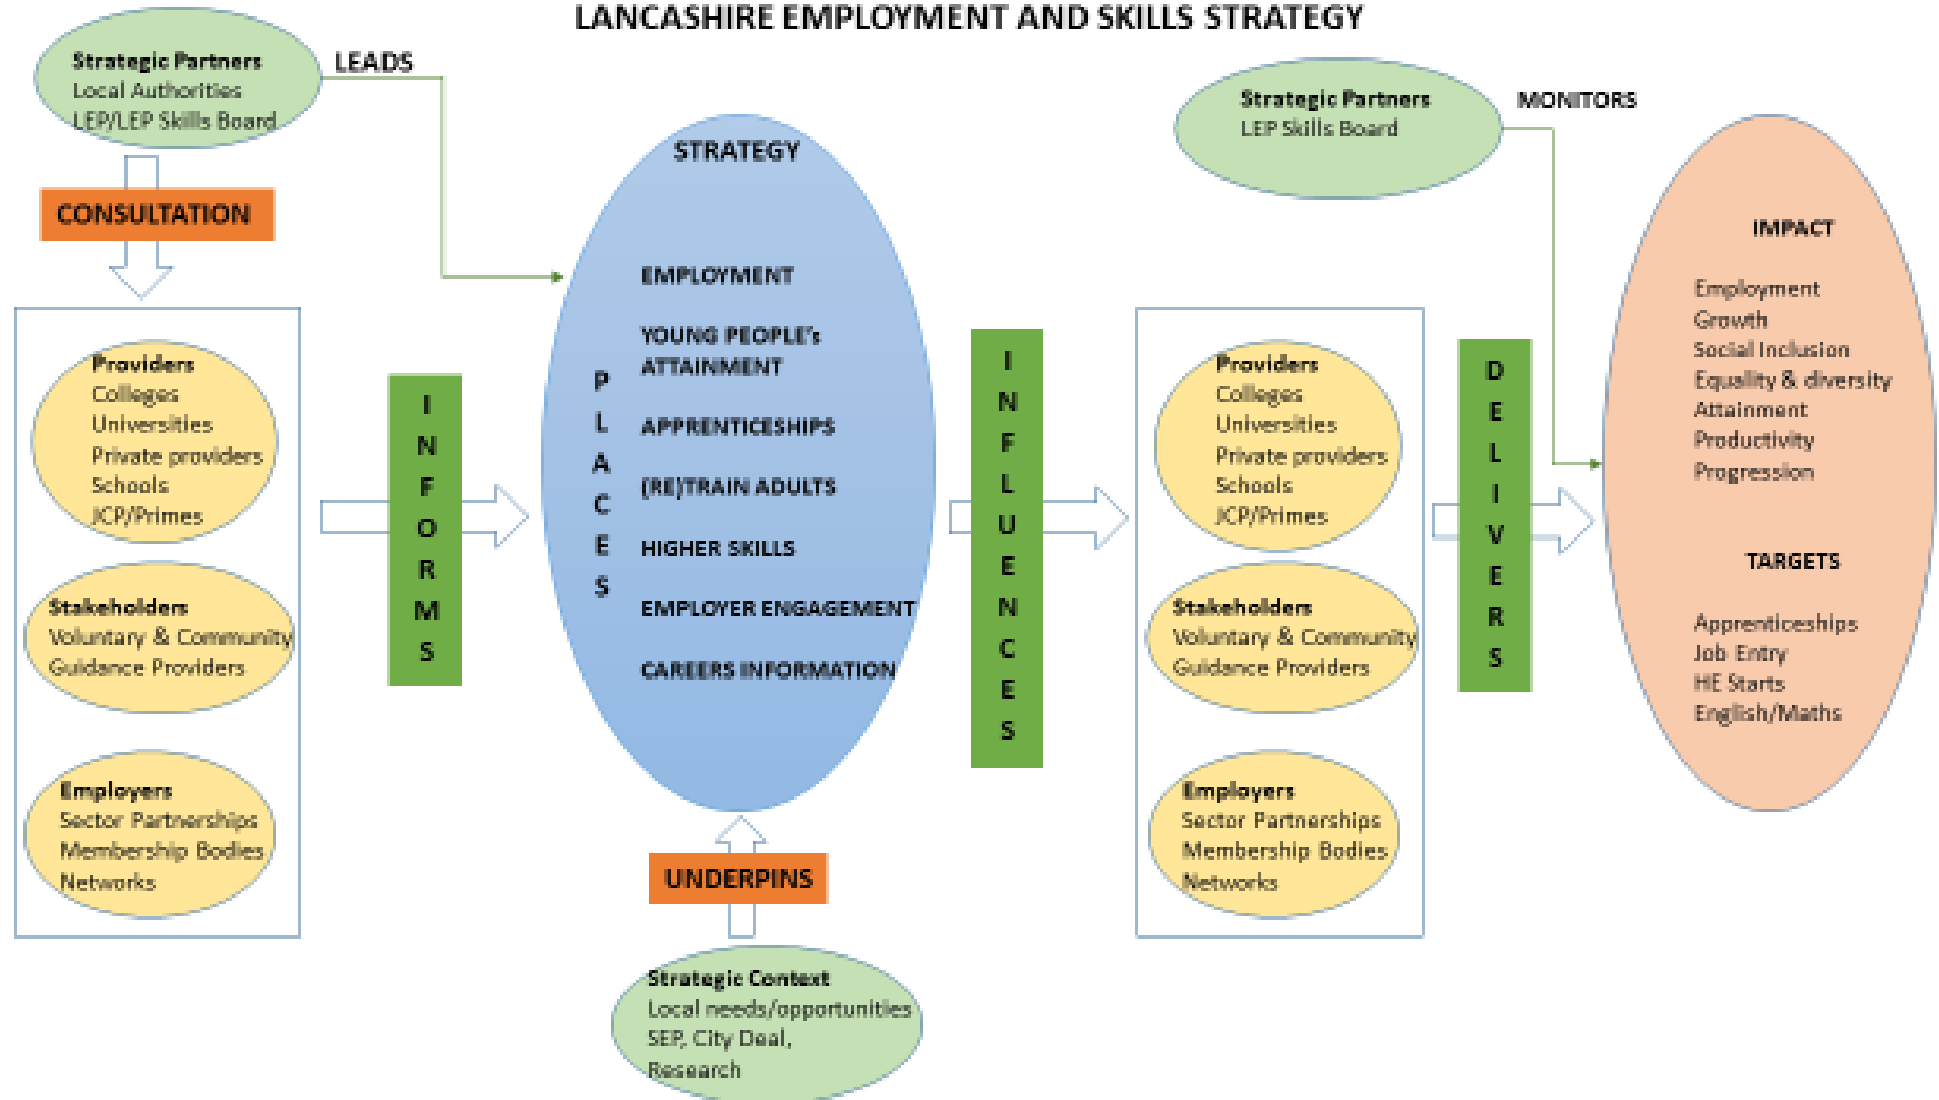 LANCASHIRE EMPLOYMENT AND SKILLS STRATEGY
Strategic Partners
Local Authorities
LEP/LEP Skills Board
LEADS
CONSULTATION
Providers
Colleges
Universities
Private providers
Schools
JCP/Primes
Stakeholders
Voluntary & Community
Guidance Providers
Employers
Sector Partnerships
Membership Bodies
Networks
INFORMS
STRATEGY
PLACES
EMPLOYMENT
YOUNG PEOPLE's
ATTAINMENT
APPRENTICESHIPS
(RE)TRAIN ADULTS
HIGHER SKILLS
EMPLOYER ENGAGEMENT
CAREERS INFORMATION
UNDERPINS
Strategic Context
Local needs/opportunities
SEP, City Deal,
Research
INFLUENCES
Strategic Partners
LEP Skills Board
MONITORS
Providers
Colleges
Universities
Private providers
Schools
JCP/Primes
Stakeholders
Voluntary & Community
Guidance Providers
Employers
Sector Partnerships
Membership Bodies
Networks
DELIVERS
IMPACT
Employment
Growth
Social Inclusion
Equality & diversity
Attainment
Productivity
Progression
TARGETS
Apprenticeships
Job Entry
HE Starts
English/Maths